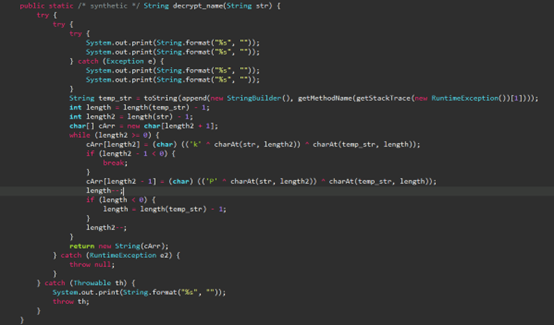 public static /* synthetic */ String decrypt_name(String str) {
try {
try {
try {
System.out.print(String.format("%s", ""));
System.out.print(String.format("%s", ""));
} catch (Exception e) {
System.out.print(String.format("%s", ""));
System.out.print(String.format("%s", ""));
}
String temp_str = toString(append(new StringBuilder(), getMethodName(getStackTrace(new RuntimeException())[1])));
int length = length(temp_str) - 1;
int length2 = length(str) - 1;
char[] cArr = new char[length2 + 1];
while (length2 >= 0) {
cArr[length2] = (char) (('k' ^ charAt(str, length2)) ^ charAt(temp_str, length));
if (length2 - 1 < 0) {
break;
}
cArr[length2 - 1] = (char) (('P' ^ charAt(str, length2)) ^ charAt(temp_str, length));
length--;
if (length < 0) {
length = length(temp_str) - 1;
}
length2--;
}
return new String(cArr);
} catch (RuntimeException e2) {
throw null;
}
} catch (Throwable th) {
System.out.print(String.format("%s", ""));
throw th;
}
}